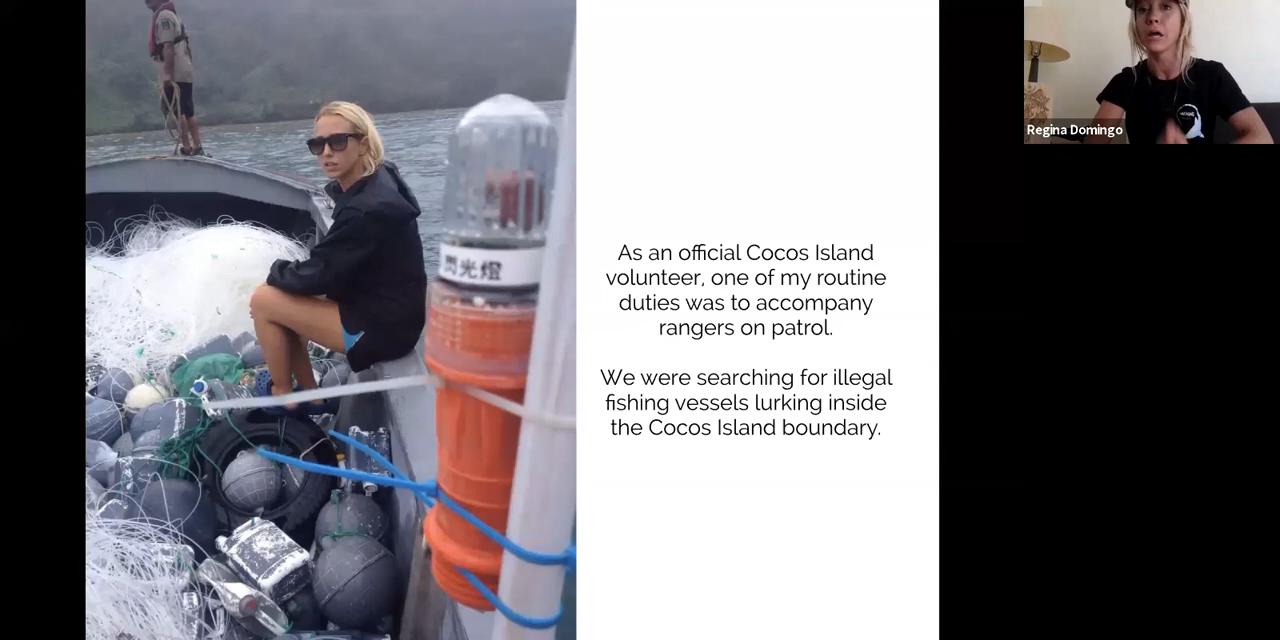 閃光燈
As an official Cocos Island
volunteer, one of my routine
duties was to accompany
rangers on patrol.
We were searching for illegal
fishing vessels lurking inside
the Cocos Island boundary.
Regina Domingo